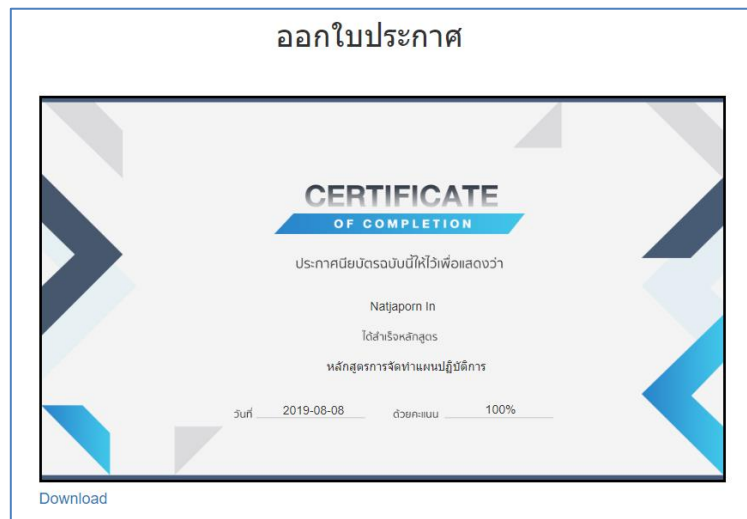 ออกใบประกาศ
CERTIFICATE
OF COMPLETION
ประกาศนียบัตรฉบับนี้ให้ไว้เพื่อแสดงว่า
Natjaporn In
ได้สำเร็จหลักสูตร
หลักสูตรการจัดทำแผนปฏิบัติการ
วันที่ 2019-08-08 ด้วยคะแนน 100%
Download